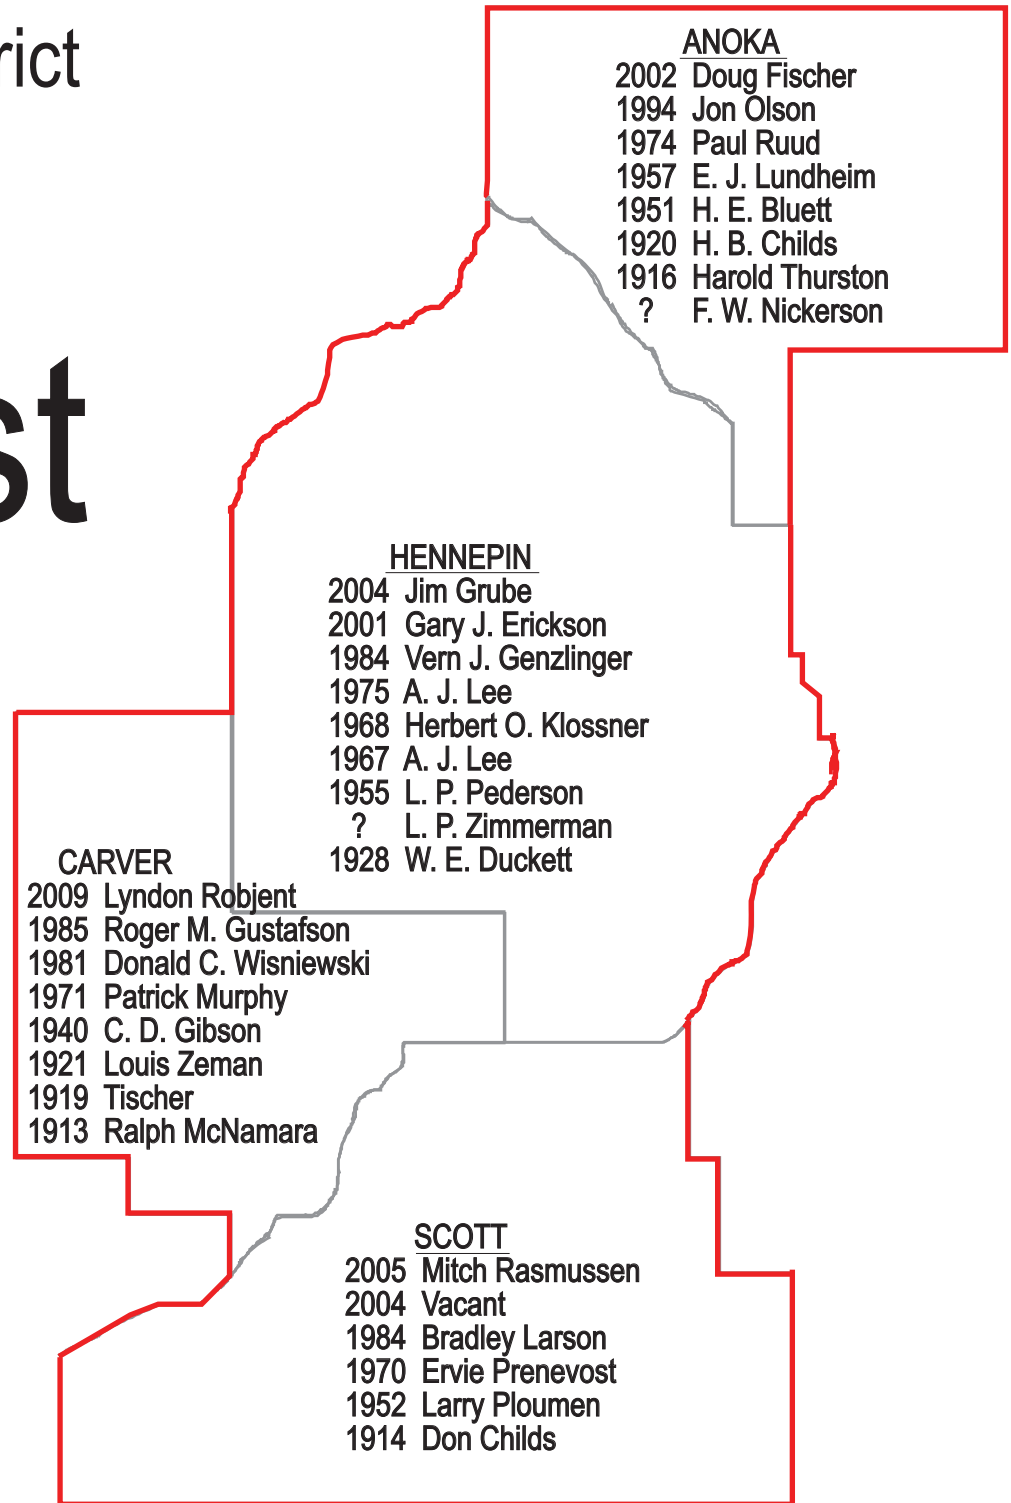 rict
st
ANOKA
2002 Doug Fischer
1994 Jon Olson
1974 Paul Ruud
1957 E. J. Lundheim
1951 H. E. Bluett
1920 H. B. Childs
1916 Harold Thurston
? F. W. Nickerson
HENNEPIN
2004 Jim Grube
2001 Gary J. Erickson
1984 Vern J. Genzlinger
1975 A. J. Lee
1968 Herbert O. Klossner
1967 A. J. Lee
1955 L. P. Pederson
? L. P. Zimmerman
1928 W. E. Duckett
CARVER
2009 Lyndon Robjent
1985 Roger M. Gustafson
1981 Donald C. Wisniewski
1971 Patrick Murphy
1940 C. D. Gibson
1921 Louis Zeman
1919 Tischer
1913 Ralph McNamara
SCOTT
2005 Mitch Rasmussen
2004 Vacant
1984 Bradley Larson
1970 Ervie Prenevost
1952 Larry Ploumen
1914 Don Childs